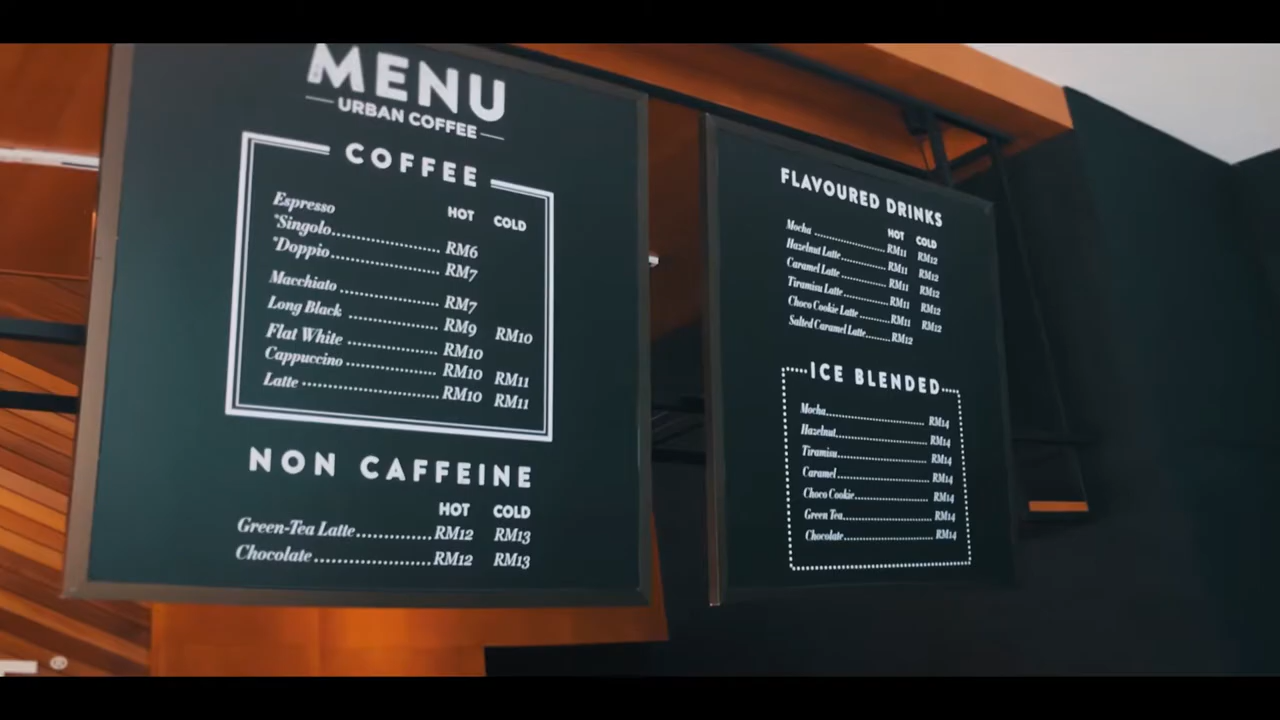 MENU
URBAN COFFEE
COFFEE
HOT COLD
Espresso
*Singolo RM6
*Doppio RM7
Macchiato RM7
Long Black RM9 RM10
Flat White RM10
Cappuccino RM10 RM11
Latte RM10 RM11
NON CAFFEINE
HOT COLD
Green-Tea Latte RM12 RM13
Chocolate RM12 RM13
FLAVOURED DRINKS
HOT COLD
Mocha RM11 RM12
Hazelnut Latte RM11 RM12
Caramel Latte RM11 RM12
Tiramisu Latte RM11 RM12
Choco Cookie Latte RM11 RM12
Salted Caramel Latte RM12
ICE BLENDED
Mocha RM14
Hazelnut RM14
Tiramisu RM14
Caramel RM14
Choco Cookie RM14
Green Tea RM14
Chocolate RM14